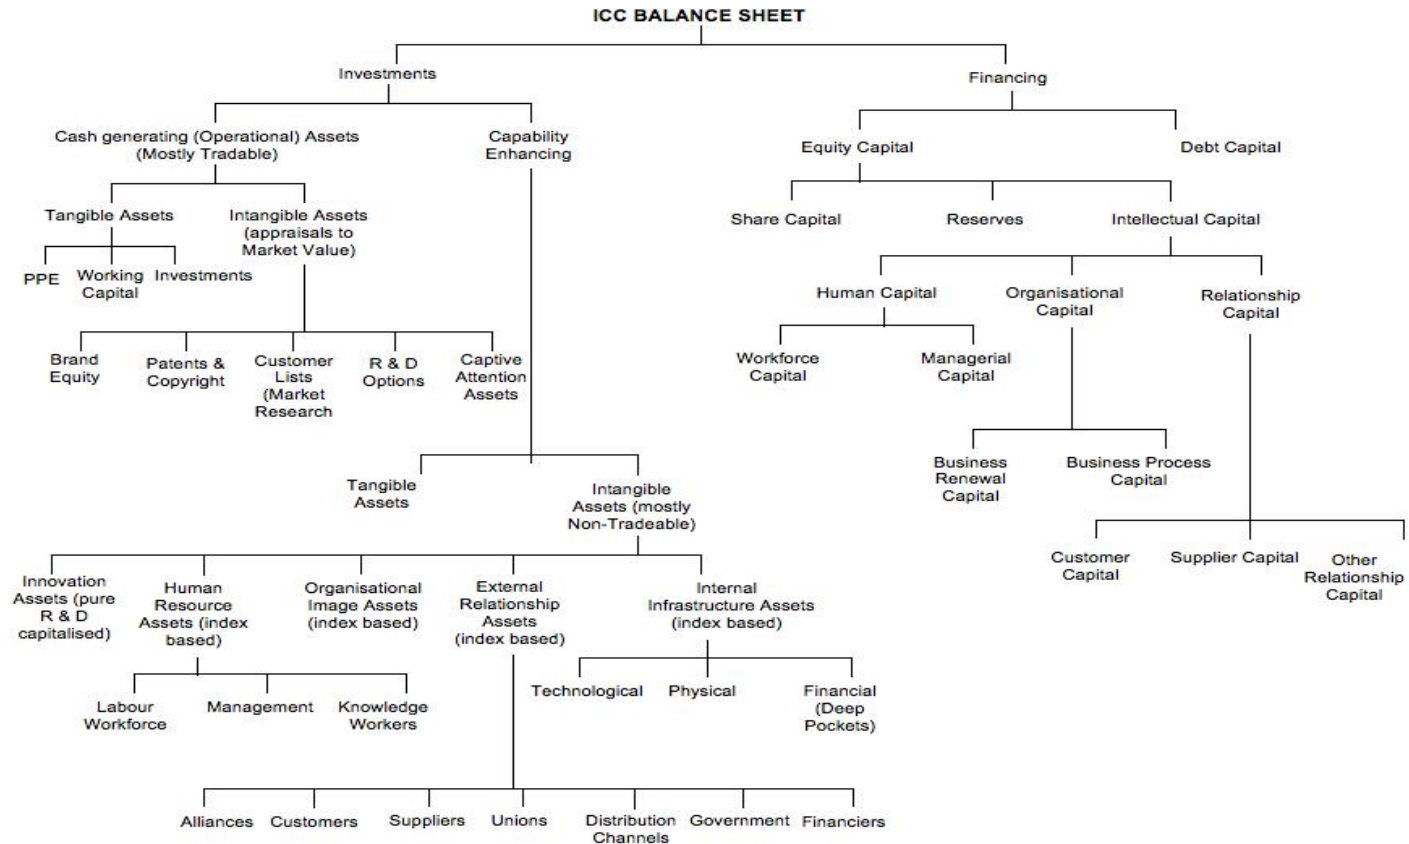 ICC BALANCE SHEET
Investments
Financing
Cash generating (Operational) Assets
(Mostly Tradable)
Capability
Enhancing
Equity Capital
Debt Capital
Tangible Assets
Intangible Assets
(appraisals to
Market Value)
Share Capital
Reserves
Intellectual Capital
PPE
Working
Capital
Investments
Human Capital
Organisational
Capital
Relationship
Capital
Brand
Equity
Patents &
Copyright
Customer
Lists
(Market
Research
R & D
Options
Captive
Attention
Assets
Workforce
Capital
Managerial
Capital
Business
Renewal
Capital
Business Process
Capital
Tangible
Assets
Intangible
Assets (mostly
Non-Tradeable)
Customer
Capital
Supplier Capital
Other
Relationship
Capital
Innovation
Assets (pure
R & D
capitalised)
Human
Resource
Assets (index
based)
Organisational
Image Assets
(index based)
External
Relationship
Assets
(index based)
Internal
Infrastructure Assets
(index based)
Labour
Workforce
Management
Knowledge
Workers
Technological
Physical
Financial
(Deep
Pockets)
Alliances
Customers
Suppliers
Unions
Distribution
Channels
Government
Financiers